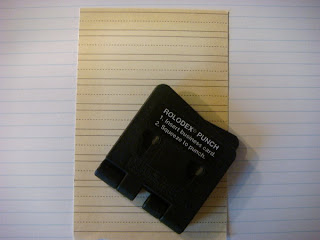 ROLODEX® PUNCH
1. Insert business card.
2. Squeeze to punch.